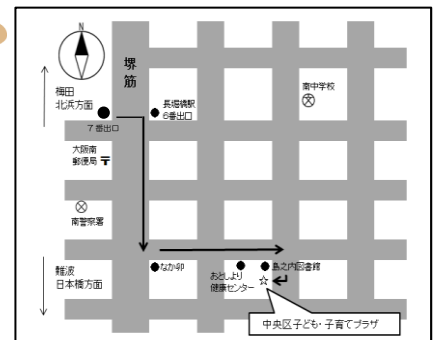 N
堺
筋
梅田
北浜方面
長堀橋駅
6番出口
南中学校
7番出口
大阪南
郵便局
南警察署
なか卯
おとしより
健康センター
島之内図書館
難波
日本橋方面
中央区子ども・子育てプラザ